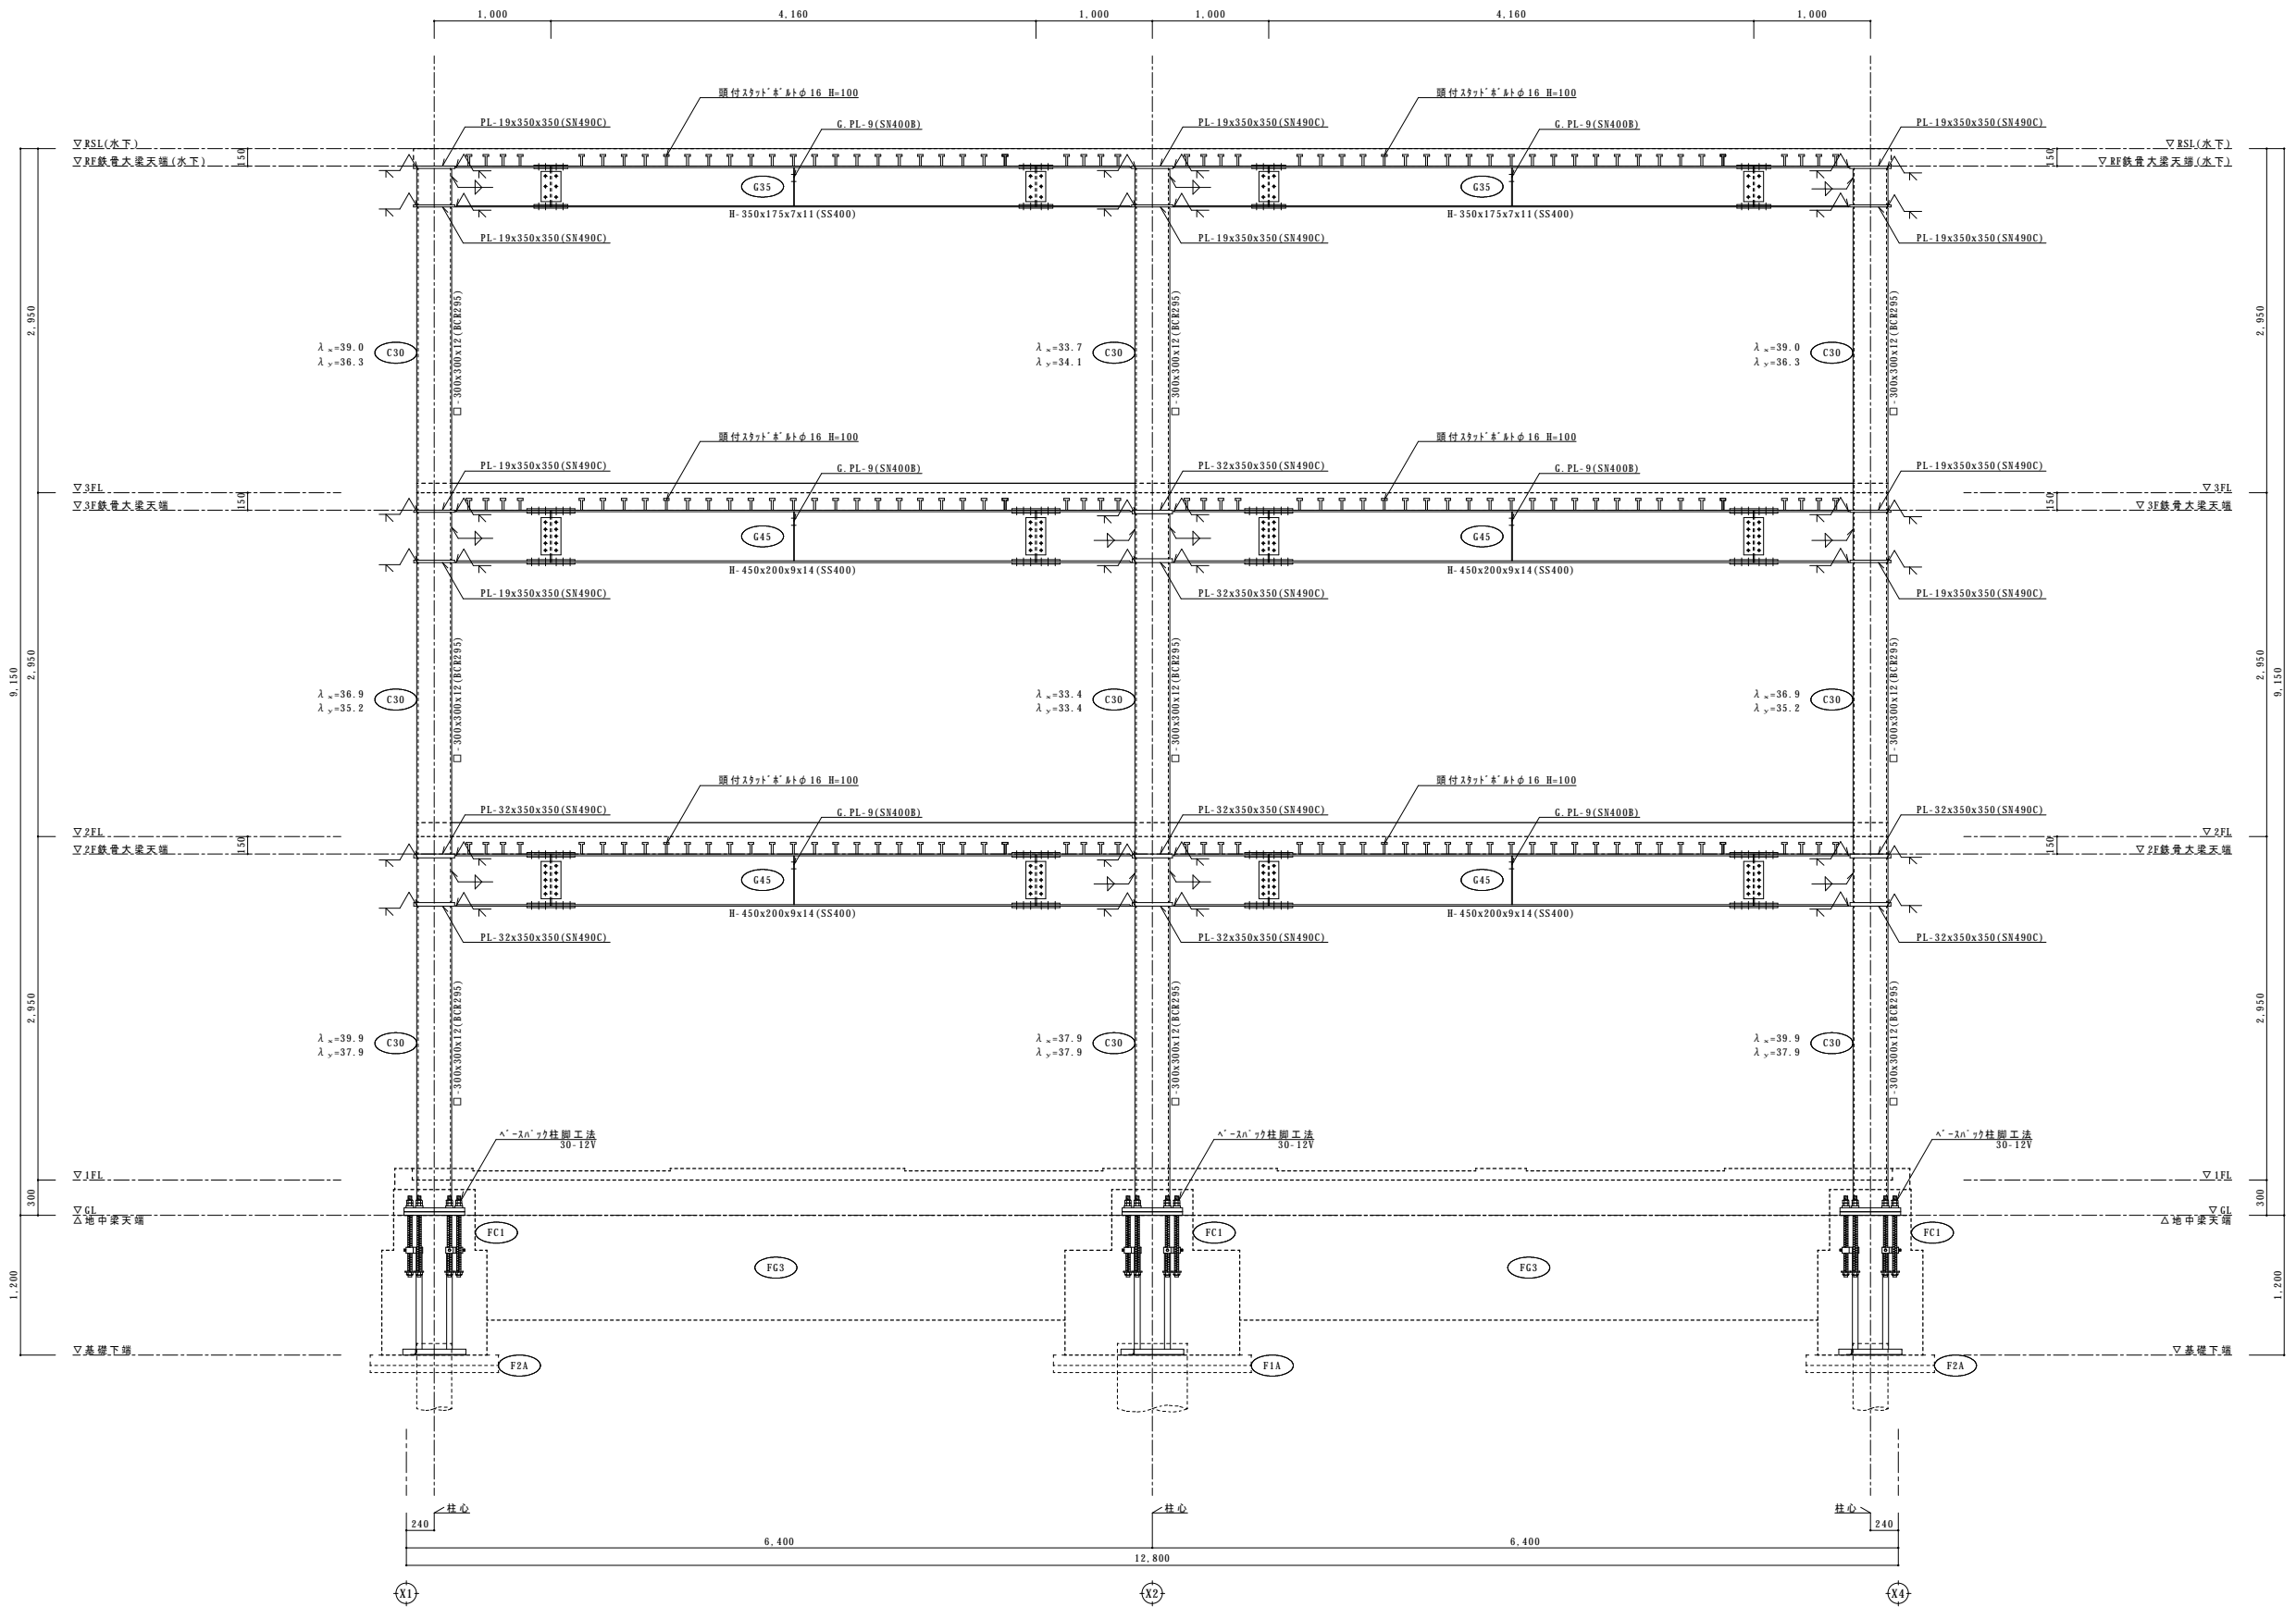 1,000
4,160
1,000
1,000
4,160
1,000
頭付スタッドボルトφ16 H=100
頭付スタッドボルトφ16 H=100
PL-19x350x350(SN490C)
G.PL-9(SN400B)
PL-19x350x350(SN490C)
G.PL-9(SN400B)
PL-19x350x350(SN490C)
▽RSL(水下)
150
▽RF鉄骨大梁天端(水下)
▽RSL(水下)
150
▽RF鉄骨大梁天端(水下)
G35
G35
H-350x175x7x11(SS400)
H-350x175x7x11(SS400)
PL-19x350x350(SN490C)
PL-19x350x350(SN490C)
PL-19x350x350(SN490C)
2,950
2,950
□-300x300x12(BCR295)
□-300x300x12(BCR295)
□-300x300x12(BCR295)
λx=39.0
λy=36.3
C30
λx=33.7
λy=34.1
C30
λx=39.0
λy=36.3
C30
頭付スタッドボルトφ16 H=100
頭付スタッドボルトφ16 H=100
PL-19x350x350(SN490C)
G.PL-9(SN400B)
PL-32x350x350(SN490C)
G.PL-9(SN400B)
PL-19x350x350(SN490C)
▽3FL
150
▽3F鉄骨大梁天端
▽3FL
150
▽3F鉄骨大梁天端
G45
G45
H-450x200x9x14(SS400)
H-450x200x9x14(SS400)
PL-19x350x350(SN490C)
PL-32x350x350(SN490C)
PL-19x350x350(SN490C)
9,150
2,950
2,950
9,150
□-300x300x12(BCR295)
□-300x300x12(BCR295)
□-300x300x12(BCR295)
λx=36.9
λy=35.2
C30
λx=33.4
λy=33.4
C30
λx=36.9
λy=35.2
C30
頭付スタッドボルトφ16 H=100
頭付スタッドボルトφ16 H=100
PL-32x350x350(SN490C)
G.PL-9(SN400B)
PL-32x350x350(SN490C)
G.PL-9(SN400B)
PL-32x350x350(SN490C)
▽2FL
150
▽2F鉄骨大梁天端
▽2FL
150
▽2F鉄骨大梁天端
G45
G45
H-450x200x9x14(SS400)
H-450x200x9x14(SS400)
PL-32x350x350(SN490C)
PL-32x350x350(SN490C)
PL-32x350x350(SN490C)
2,950
2,950
□-300x300x12(BCR295)
□-300x300x12(BCR295)
□-300x300x12(BCR295)
λx=39.9
λy=37.9
C30
λx=37.9
λy=37.9
C30
λx=39.9
λy=37.9
C30
ベースパック柱脚工法
30-12V
ベースパック柱脚工法
30-12V
ベースパック柱脚工法
30-12V
▽1FL
▽1FL
300
300
▽GL
△地中梁天端
▽GL
△地中梁天端
FC1
FC1
FC1
FG3
FG3
1,200
1,200
▽基礎下端
▽基礎下端
F2A
F1A
F2A
柱心
柱心
柱心
240
240
6,400
6,400
12,800
X1
X2
X4